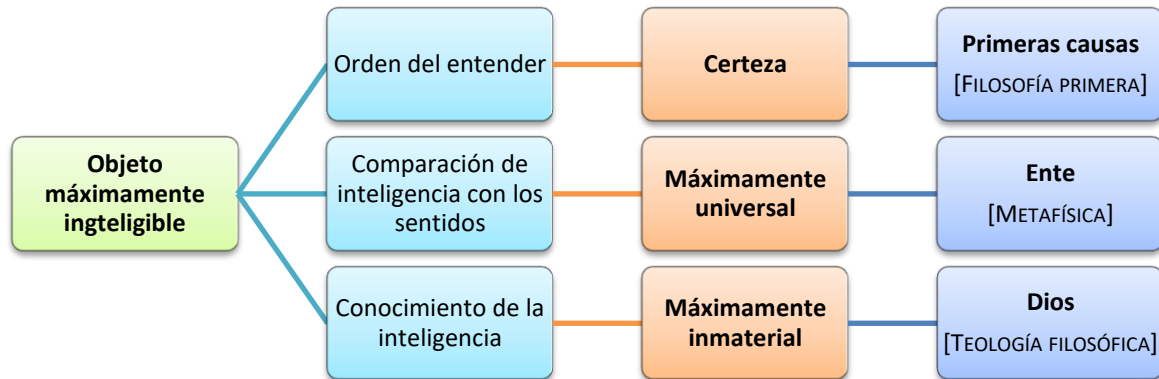 Objeto
máximamente
ingteligible
Orden del entender
Certeza
Primeras causas
[FILOSOFÍA PRIMERA]
Comparación de
inteligencia con los
sentidos
Máximamente
universal
Ente
[METAFÍSICA]
Conocimiento de la
inteligencia
Máximamente
inmaterial
Dios
[TEOLOGÍA FILOSÓFICA]